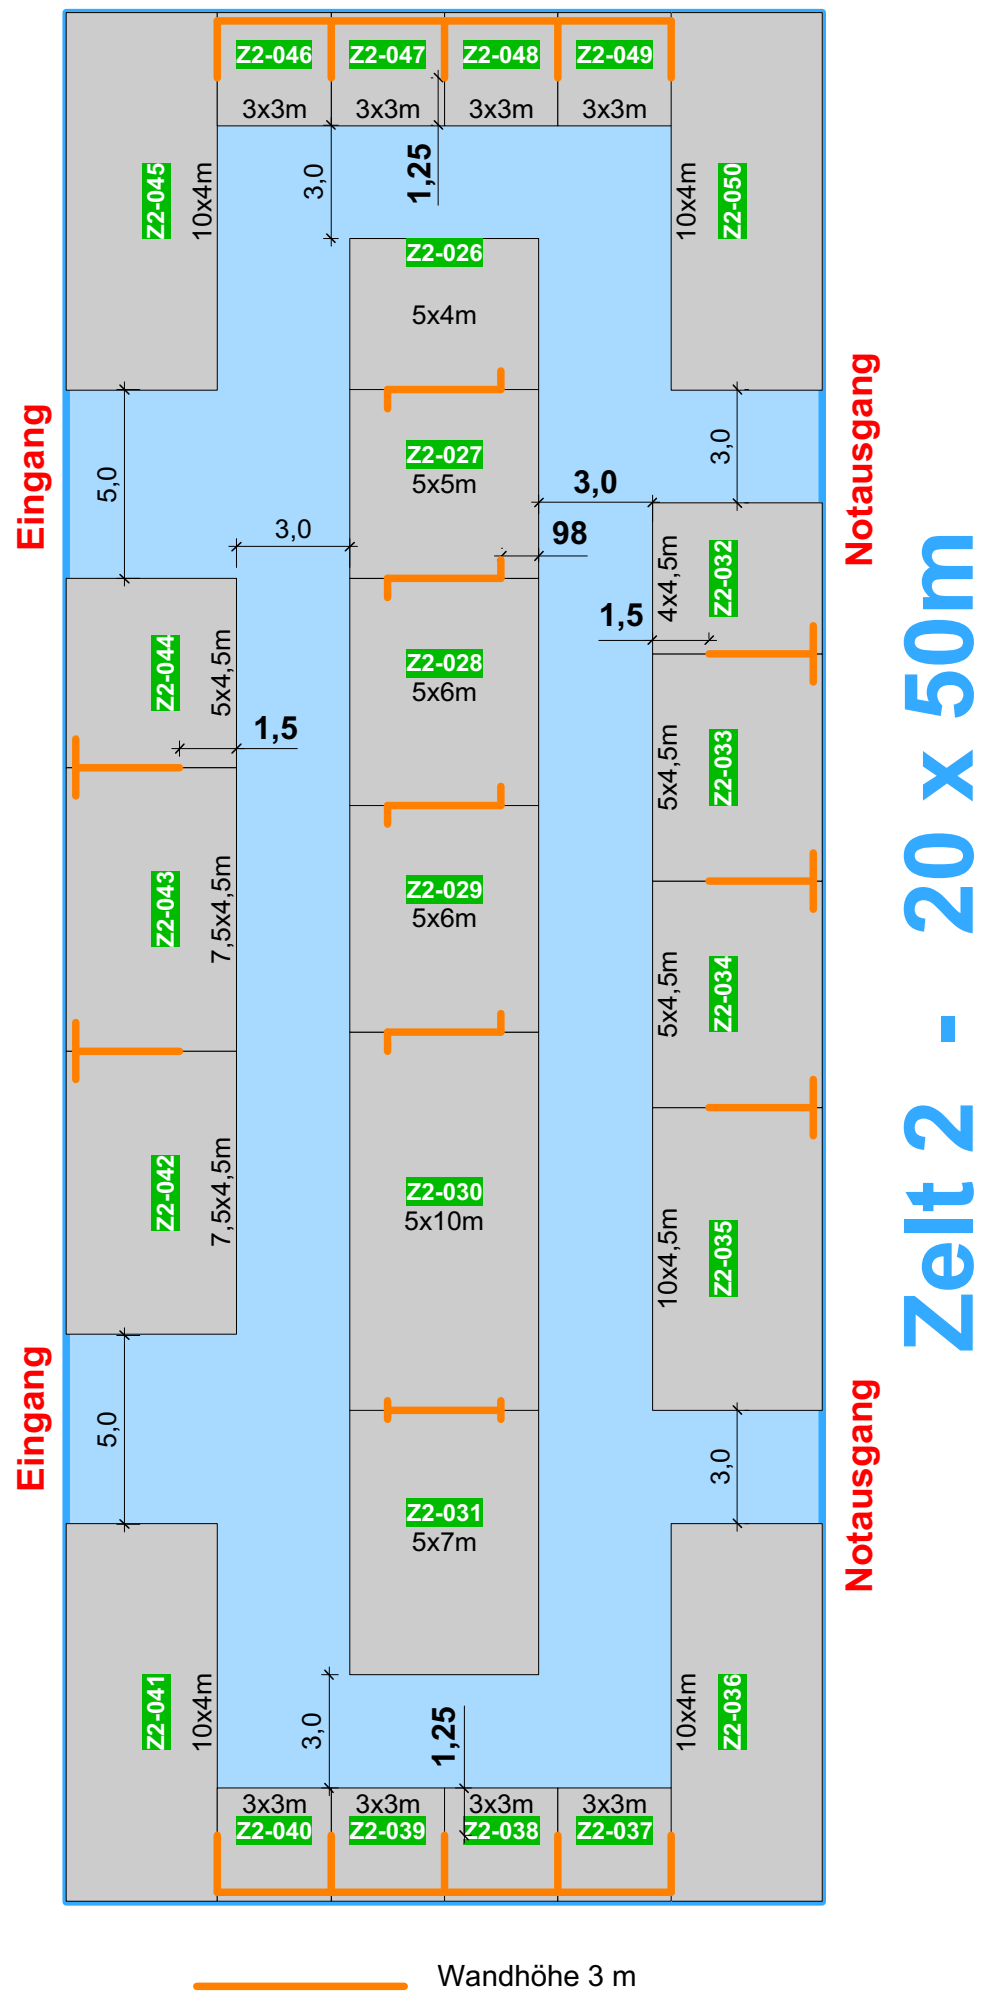 Z2-046
Z2-047
Z2-048
Z2-049
3x3m
3x3m
3x3m
3x3m
Z2-045
10x4m
3,0
1,25
10x4m
Z2-050
Z2-026
5x4m
Eingang
5,0
Z2-027
5x5m
3,0
Notausgang
3,0
3,0
98
4x4,5m
Z2-032
1,5
Z2-044
5x4,5m
1,5
Z2-028
5x6m
5x4,5m
Z2-033
Z2-043
7,5x4,5m
Z2-029
5x6m
5x4,5m
Z2-034
Z2-042
7,5x4,5m
Z2-030
5x10m
10x4,5m
Z2-035
Zelt 2 - 20 x 50m
Eingang
5,0
3,0
Notausgang
Z2-031
5x7m
Z2-041
10x4m
3,0
1,25
10x4m
Z2-036
3x3m
3x3m
3x3m
3x3m
Z2-040
Z2-039
Z2-038
Z2-037
Wandhöhe 3 m